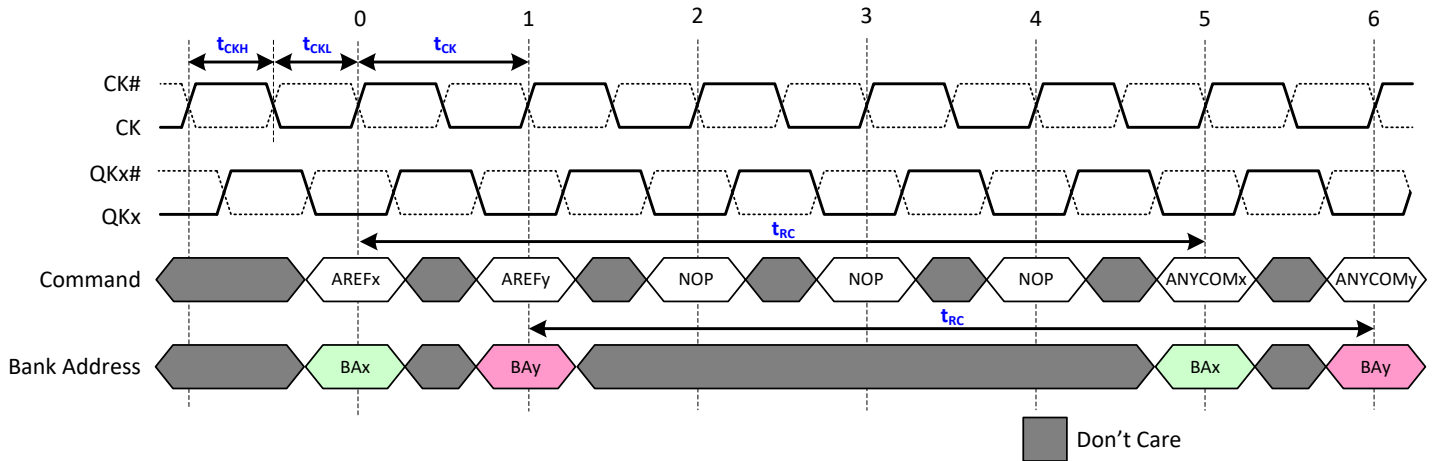 0 1 2 3 4 5 6
tCKH tCKL tCK
CK#
CK
QKx#
QKx
tRC
Command AREFx AREFy NOP NOP NOP ANYCOMx ANYCOMy
tRC
Bank Address BAx BAy BAx BAy
Don't Care